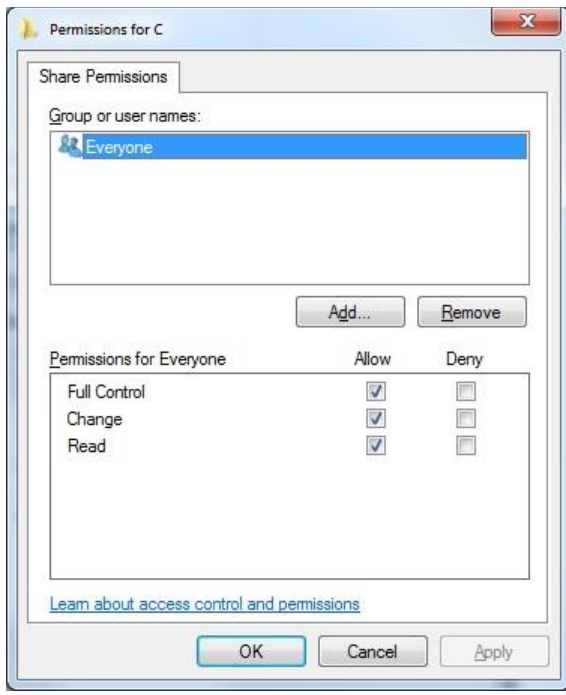 Permissions for C
Share Permissions
Group or user names:
Everyone
Add...
Remove
Permissions for Everyone
Allow
Deny
Full Control
Change
Read
Learn about access control and permissions
OK
Cancel
Apply